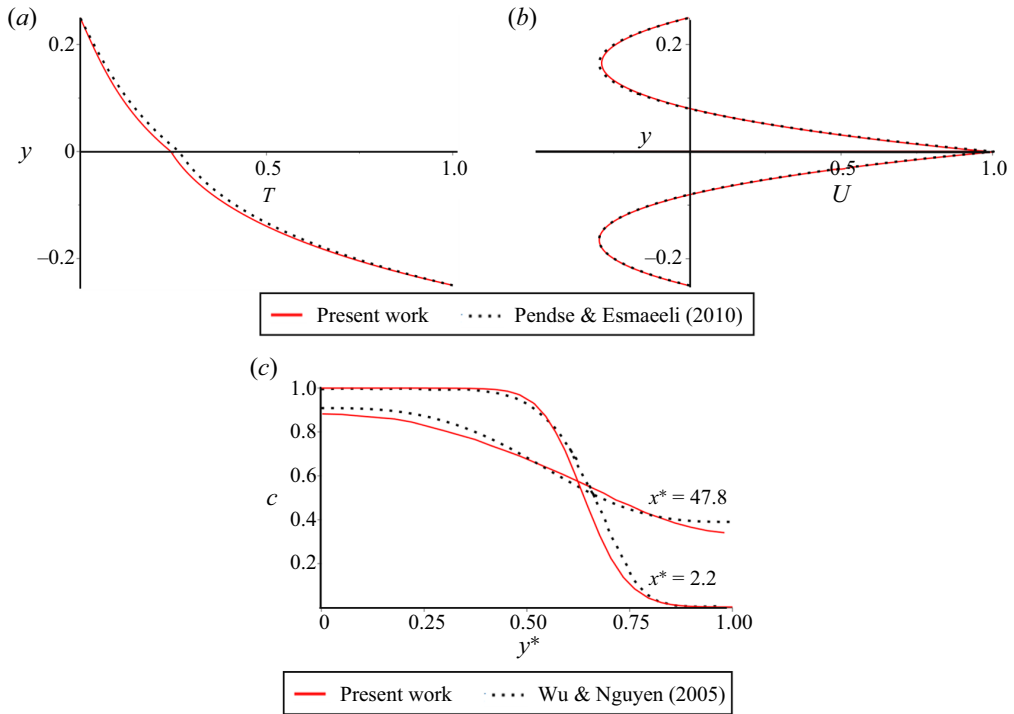 (a)
(b)
0.2
0.2
y
0
0.5
1.0
T
−0.2
y
0
0.5
1.0
U
−0.2
Present work
Pendse & Esmaeeli (2010)
(c)
1.0
0.8
0.6
c
0.4
0.2
x* = 47.8
x* = 2.2
0
0.25
0.50
0.75
1.00
y*
Present work
Wu & Nguyen (2005)